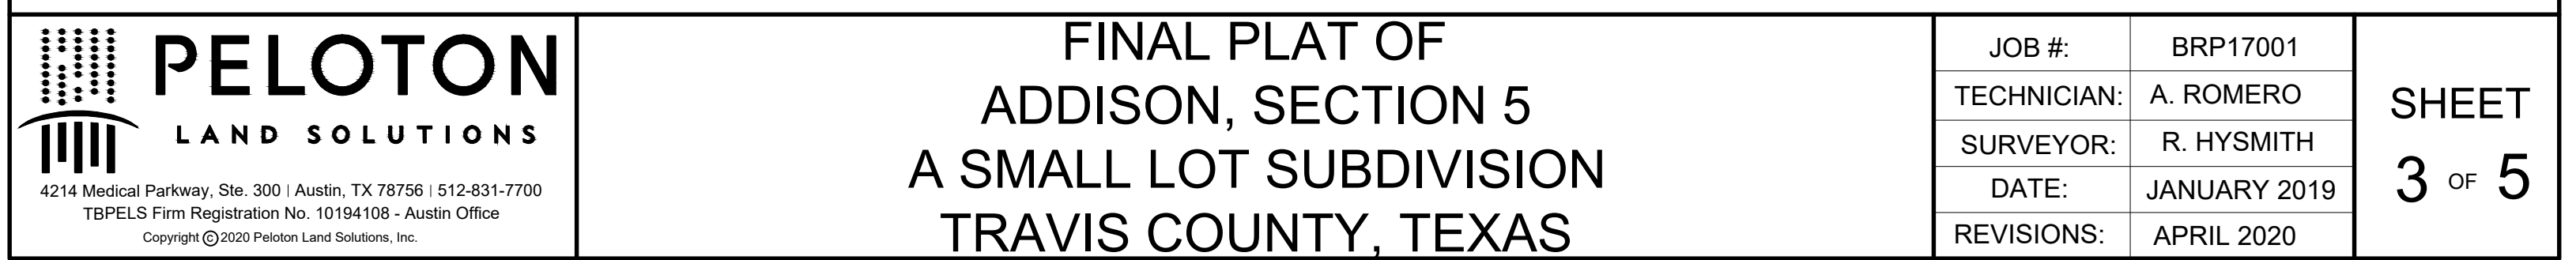 PELOTON
LAND SOLUTIONS
4214 Medical Parkway, Ste. 300 | Austin, TX 78756 | 512-831-7700
TBPELS Firm Registration No. 10194108 - Austin Office
Copyright © 2020 Peloton Land Solutions, Inc.
FINAL PLAT OF
ADDISON, SECTION 5
A SMALL LOT SUBDIVISION
TRAVIS COUNTY, TEXAS
JOB #: BRP17001
TECHNICIAN: A. ROMERO
SURVEYOR: R. HYSMITH
DATE: JANUARY 2019
REVISIONS: APRIL 2020
SHEET
3 OF 5